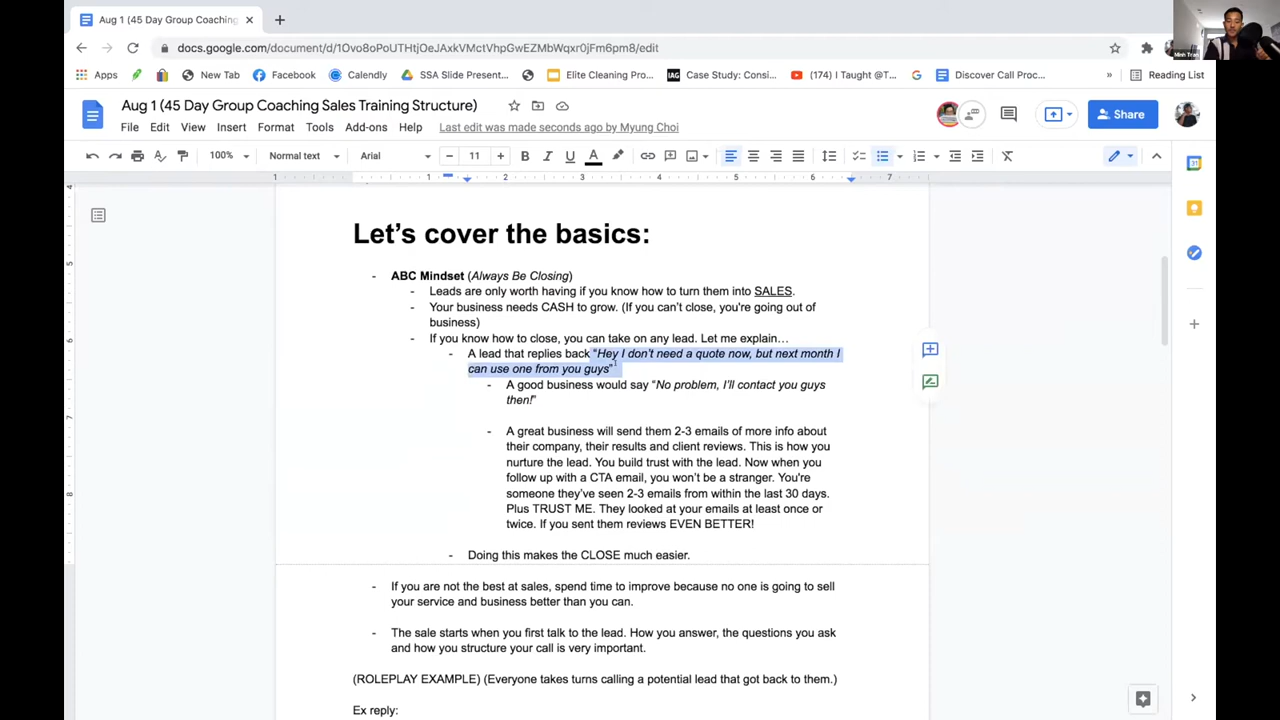 Aug 1 (45 Day Group Coaching
docs.google.com/document/d/1Ovo8oPoUTHtjOeJAxkVMctVhpGwEZMbWqxr0jFm6pm8/edit
Minh Tran
Apps
New Tab
Facebook
Calendly
SSA Slide Present...
Elite Cleaning Pro...
IAG
Case Study: Consi...
(174) I Taught @T...
Discover Call Proc...
»
Reading List
Aug 1 (45 Day Group Coaching Sales Training Structure)
File Edit View Insert Format Tools Add-ons Help Last edit was made seconds ago by Myung Choi
Share
100% Normal text Arial 11
1 1 2 3 4 5 6 7
Let's cover the basics:
- ABC Mindset (Always Be Closing)
- Leads are only worth having if you know how to turn them into SALES.
- Your business needs CASH to grow. (If you can't close, you're going out of
business)
- If you know how to close, you can take on any lead. Let me explain…
- A lead that replies back "Hey I don't need a quote now, but next month I
can use one from you guys"
- A good business would say "No problem, I'll contact you guys
then!"
- A great business will send them 2-3 emails of more info about
their company, their results and client reviews. This is how you
nurture the lead. You build trust with the lead. Now when you
follow up with a CTA email, you won't be a stranger. You're
someone they've seen 2-3 emails from within the last 30 days.
Plus TRUST ME. They looked at your emails at least once or
twice. If you sent them reviews EVEN BETTER!
- Doing this makes the CLOSE much easier.
- If you are not the best at sales, spend time to improve because no one is going to sell
your service and business better than you can.
- The sale starts when you first talk to the lead. How you answer, the questions you ask
and how you structure your call is very important.
(ROLEPLAY EXAMPLE) (Everyone takes turns calling a potential lead that got back to them.)
Ex reply: